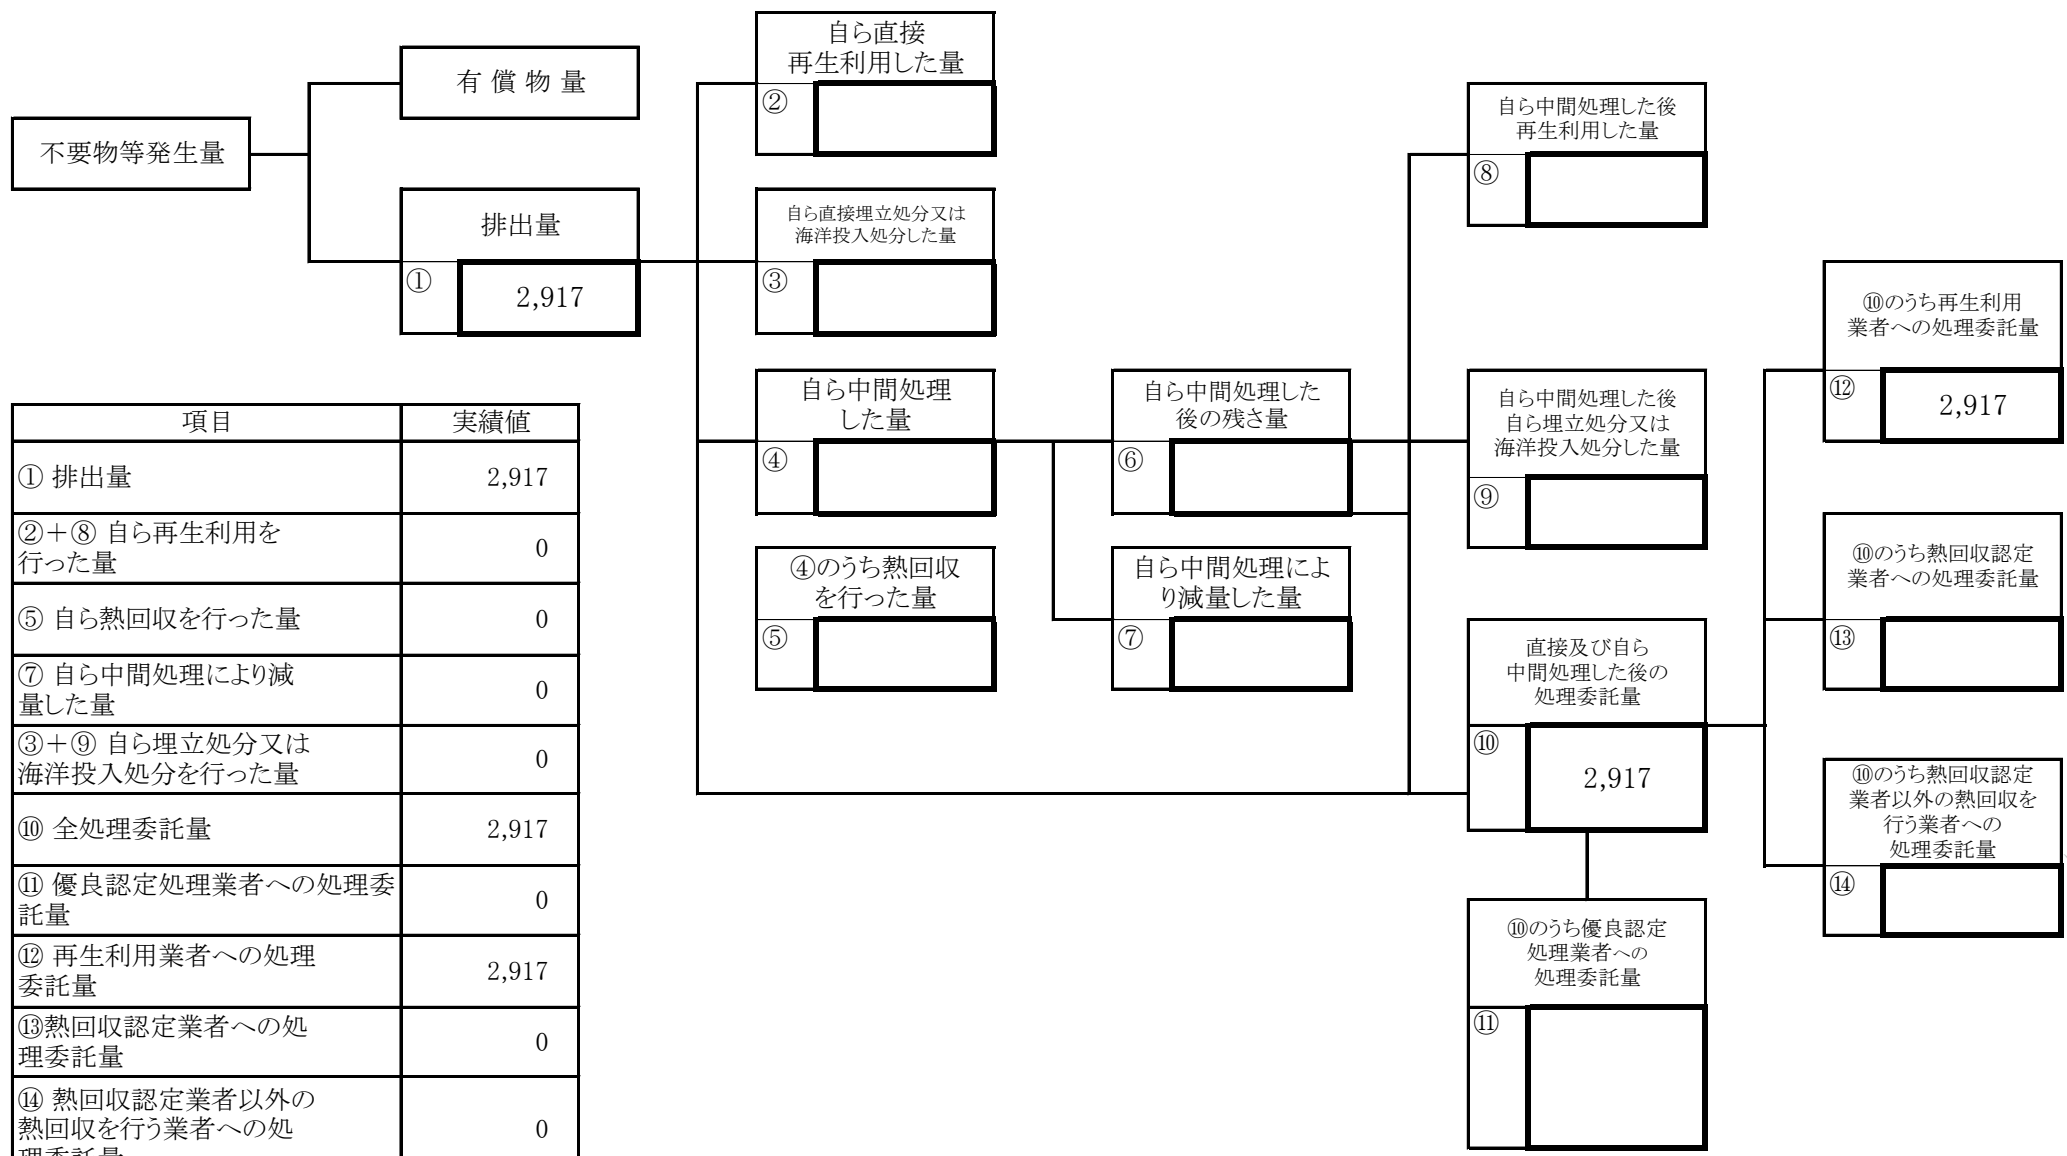 自ら直接
再生利用した量
②
有 償 物 量
不要物等発生量
排出量
①
2,917
自ら直接埋立処分又は
海洋投入処分した量
③
自ら中間処理した後
再生利用した量
⑧
⑩のうち再生利用
業者への処理委託量
⑫
2,917
自ら中間処理
した量
④
自ら中間処理した
後の残さ量
⑥
自ら中間処理した後
自ら埋立処分又は
海洋投入処分した量
⑨
④のうち熱回収
を行った量
⑤
自ら中間処理によ
り減量した量
⑦
⑩のうち熱回収認定
業者への処理委託量
⑬
直接及び自ら
中間処理した後の
処理委託量
⑩
2,917
⑩のうち熱回収認定
業者以外の熱回収を
行う業者への
処理委託量
⑭
⑩のうち優良認定
処理業者への
処理委託量
⑪
項目 実績値
① 排出量 2,917
②＋⑧ 自ら再生利用を
行った量 0
⑤ 自ら熱回収を行った量 0
⑦ 自ら中間処理により減
量した量 0
③＋⑨ 自ら埋立処分又は
海洋投入処分を行った量 0
⑩ 全処理委託量 2,917
⑪ 優良認定処理業者への処理委
託量 0
⑫ 再生利用業者への処理
委託量 2,917
⑬熱回収認定業者への処
理委託量 0
⑭ 熱回収認定業者以外の
熱回収を行う業者への処 0
理委託量